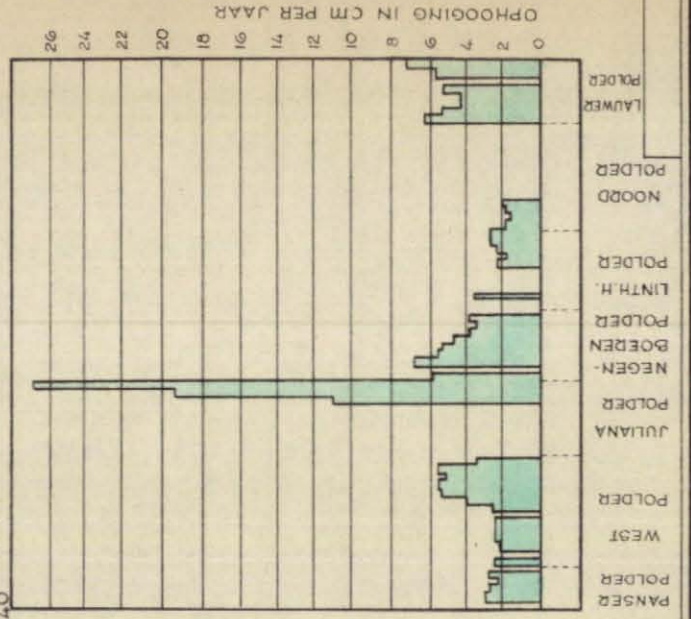 OPHOOGING IN CM PER JAAR
0 2 4 6 8 10 12 14 16 18 20 22 24 26
LAUWER
POLDER
NOORD
POLDER
LINTH.H.
POLDER
NEGEN-
BOEREN
POLDER
JULIANA
POLDER
WEST
POLDER
PANSER
POLDER
40